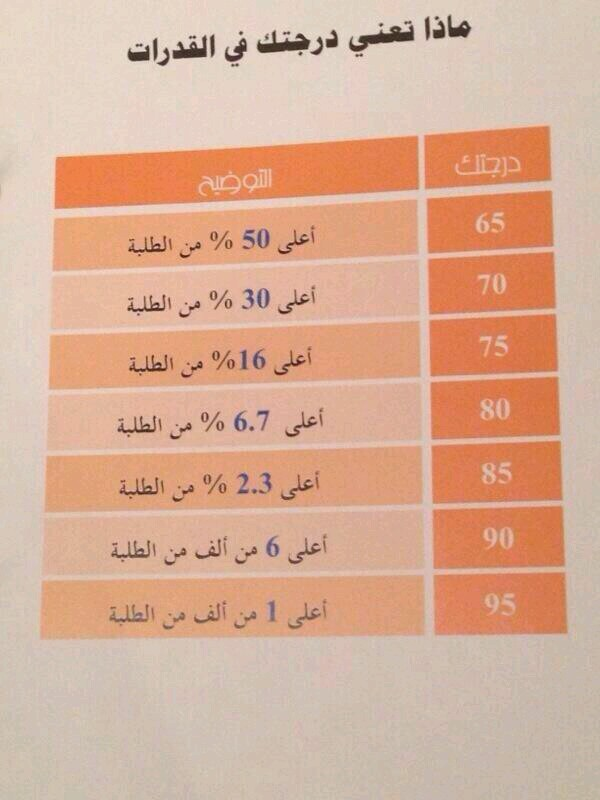 ماذا تعني درجتك في القدرات
درجتك التوضيح
65 أعلى 50 % من الطلبة
70 أعلى 30 % من الطلبة
75 أعلى 16% من الطلبة
80 أعلى 6.7 % من الطلبة
85 أعلى 2.3 % من الطلبة
90 أعلى 6 من ألف من الطلبة
95 أعلى 1 من ألف من الطلبة